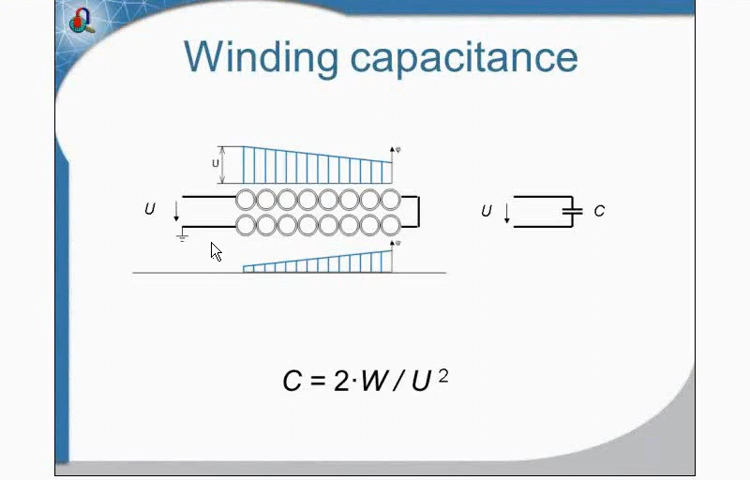 Winding capacitance
φ
U
U
U
C
φ
C = 2·W / U ²